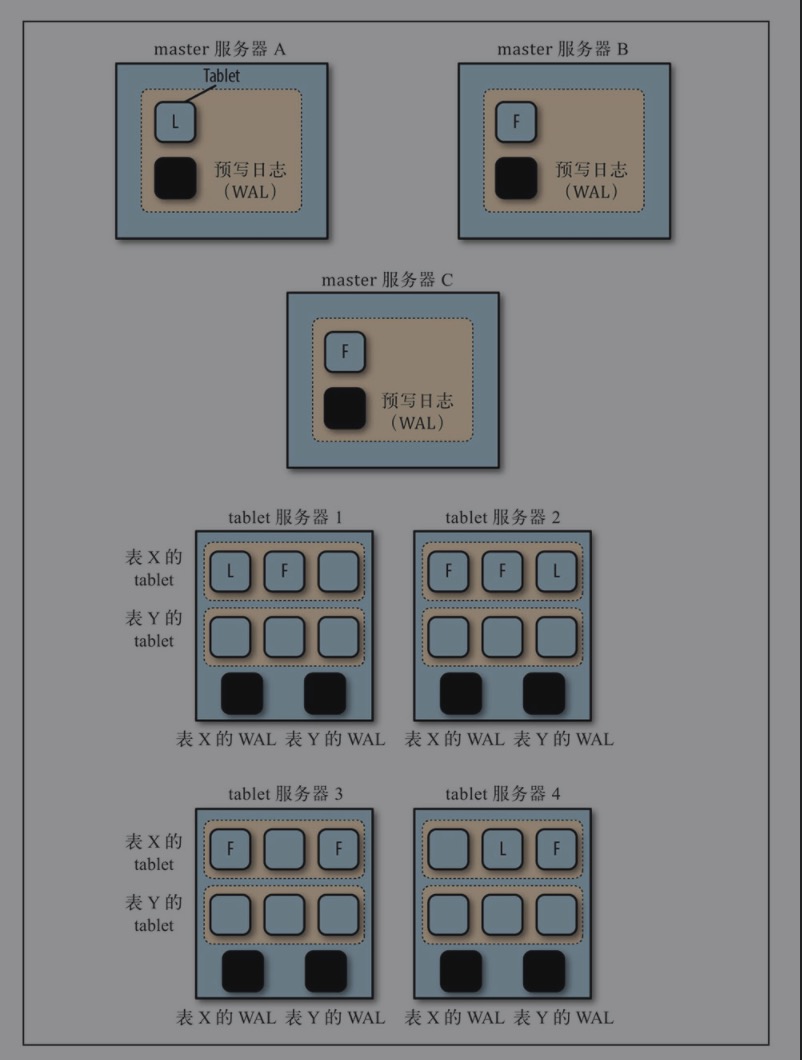 master 服务器 A
master 服务器 B
Tablet
L
预写日志
（WAL）
F
预写日志
（WAL）
master 服务器 C
F
预写日志
（WAL）
tablet 服务器 1
tablet 服务器 2
表 X 的
tablet
L F
F F L
表 Y 的
tablet
表 X 的 WAL 表 Y 的 WAL
表 X 的 WAL 表 Y 的 WAL
tablet 服务器 3
tablet 服务器 4
表 X 的
tablet
F F
L F
表 Y 的
tablet
表 X 的 WAL 表 Y 的 WAL
表 X 的 WAL 表 Y 的 WAL